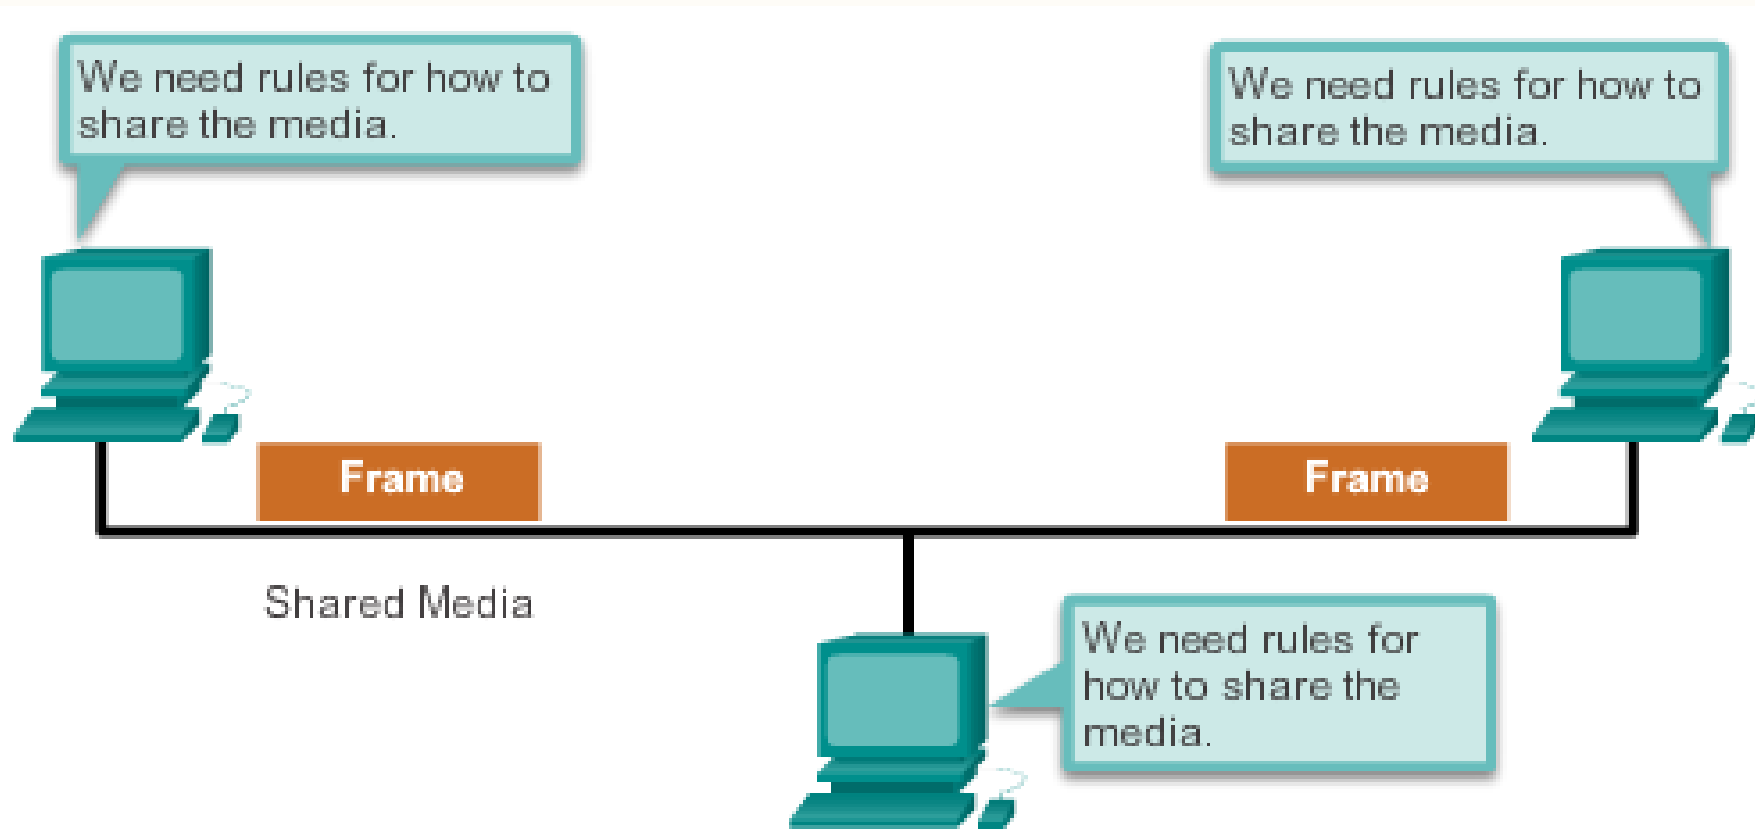 We need rules for how to
share the media.
We need rules for how to
share the media.
Frame
Frame
Shared Media
We need rules for
how to share the
media.